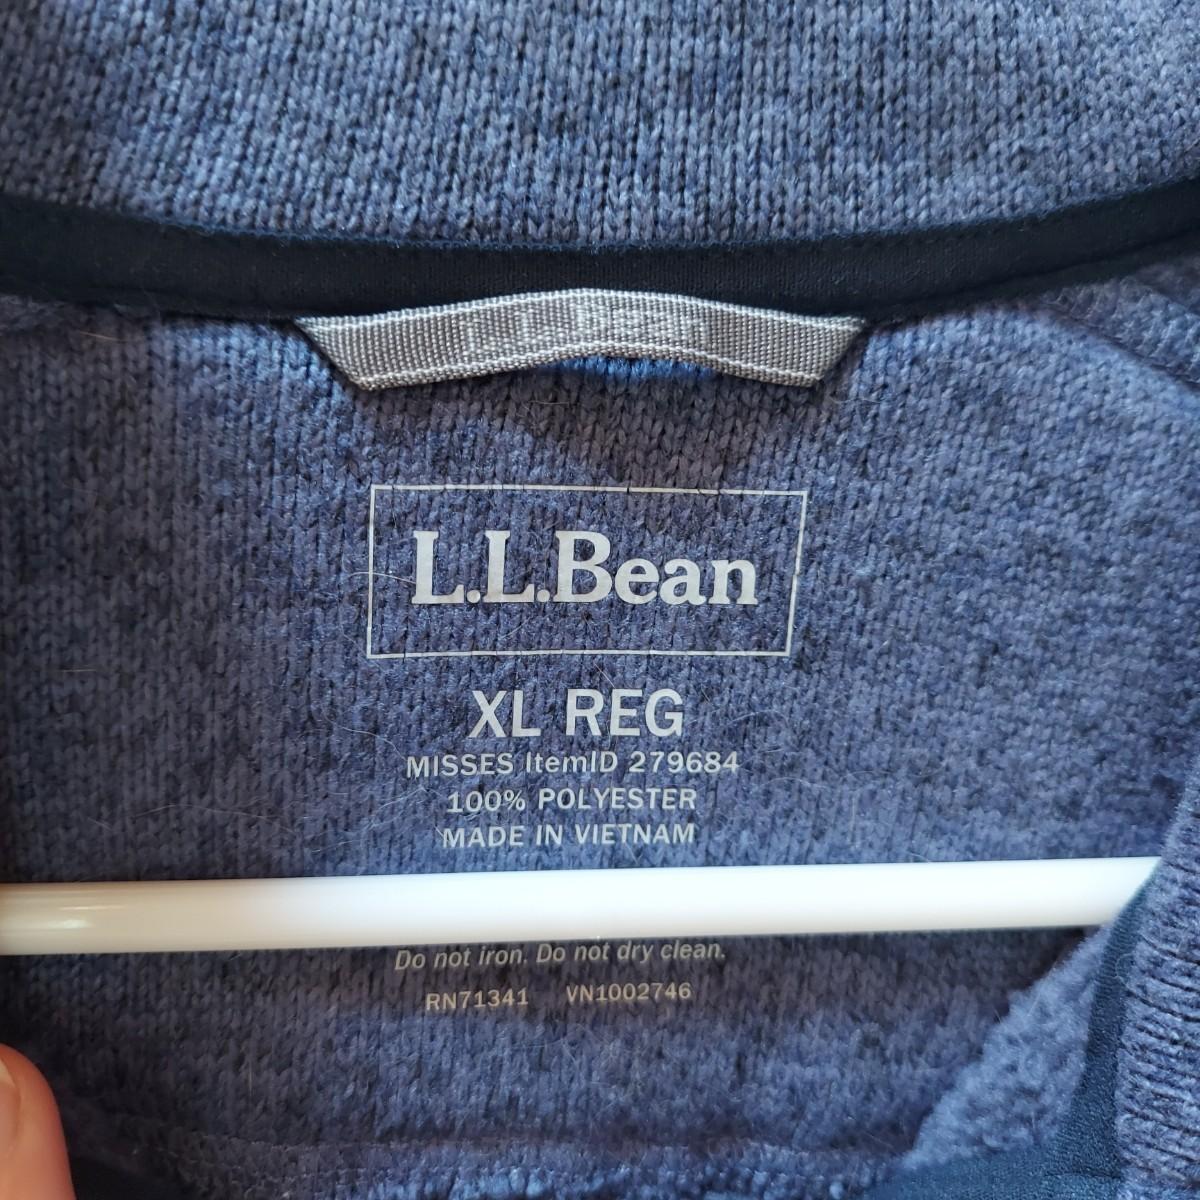 L.L.Bean
L.L.Bean
XL REG
MISSES ItemID 279684
100% POLYESTER
MADE IN VIETNAM
Do not iron. Do not dry clean.
RN71341 VN1002746